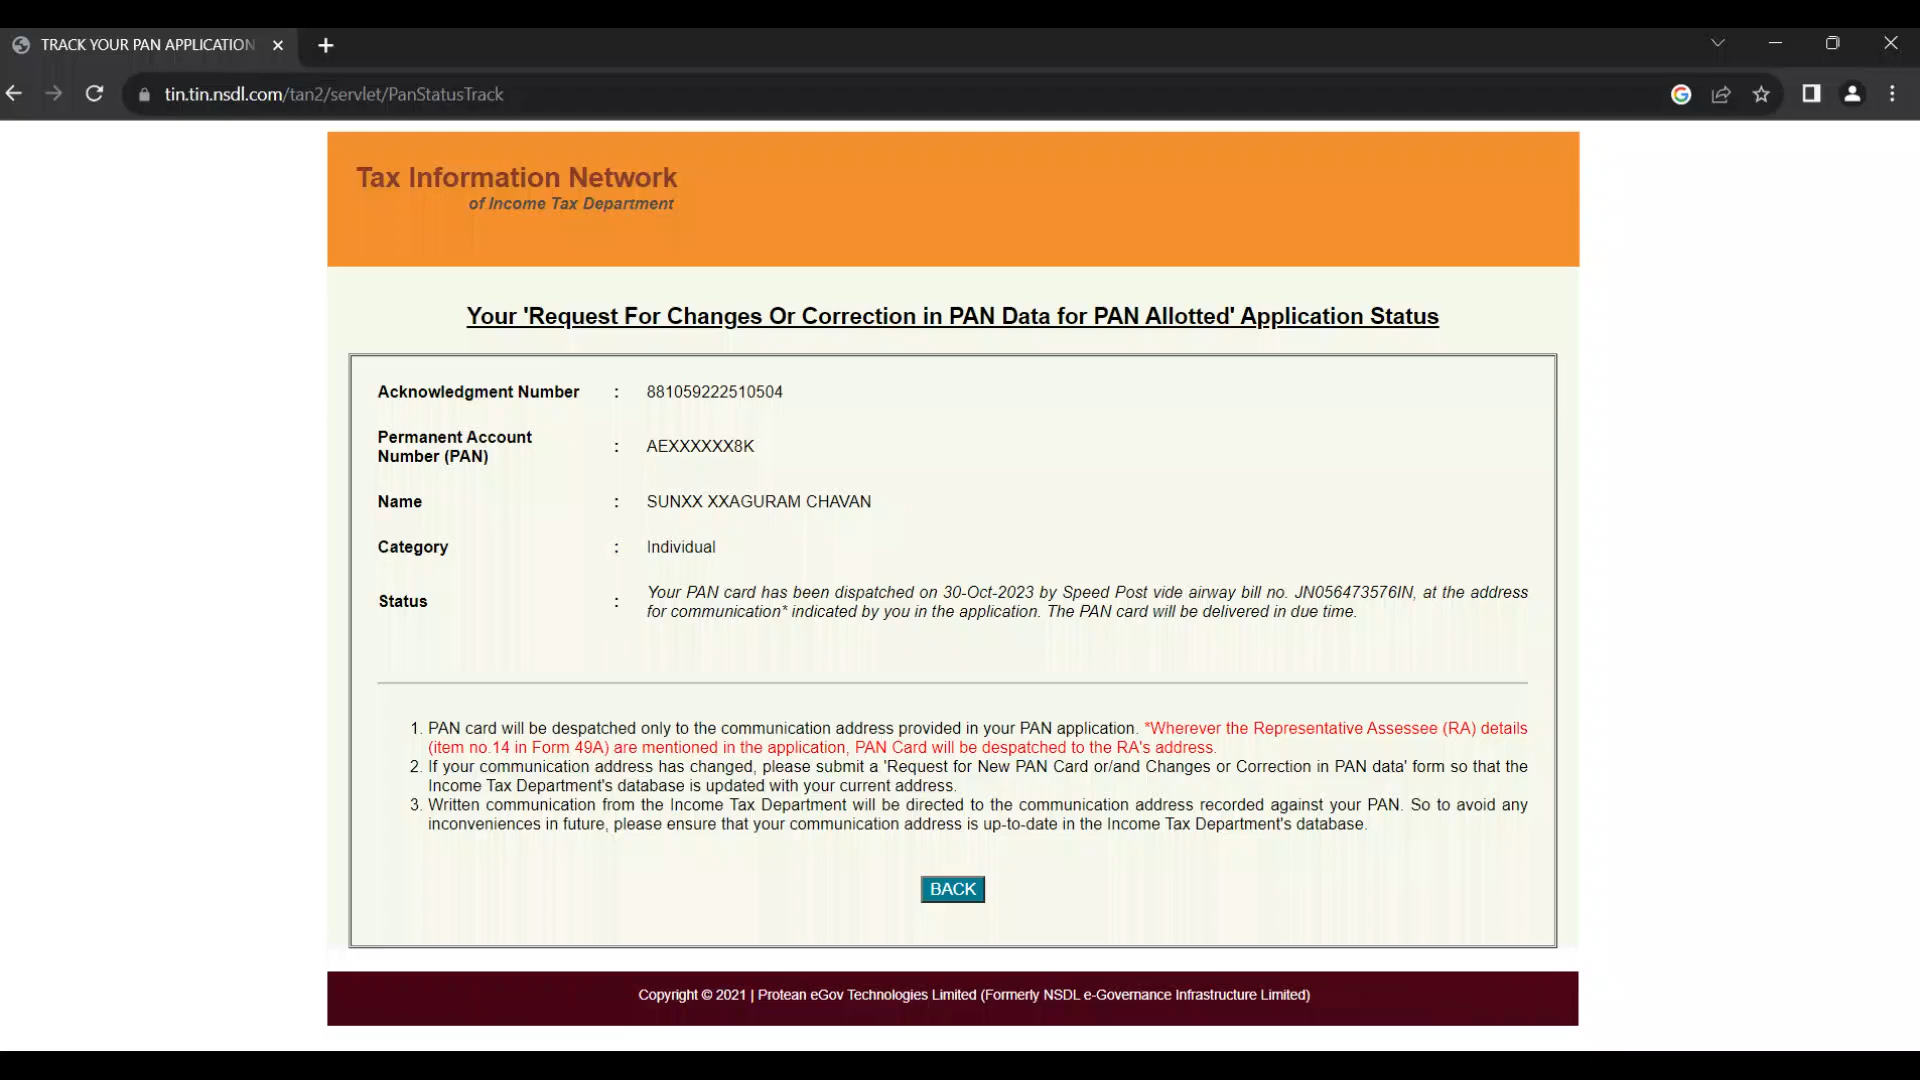 TRACK YOUR PAN APPLICATION
tin.tin.nsdl.com/tan2/servlet/PanStatusTrack
Tax Information Network
of Income Tax Department
Your 'Request For Changes Or Correction in PAN Data for PAN Allotted' Application Status
Acknowledgment Number : 881059222510504
Permanent Account
Number (PAN) : AEXXXXXX8K
Name : SUNXX XXAGURAM CHAVAN
Category : Individual
Status : Your PAN card has been dispatched on 30-Oct-2023 by Speed Post vide airway bill no. JN056473576IN, at the address
for communication* indicated by you in the application. The PAN card will be delivered in due time.
1. PAN card will be despatched only to the communication address provided in your PAN application. *Wherever the Representative Assessee (RA) details
(item no.14 in Form 49A) are mentioned in the application, PAN Card will be despatched to the RA's address.
2. If your communication address has changed, please submit a 'Request for New PAN Card or/and Changes or Correction in PAN data' form so that the
Income Tax Department's database is updated with your current address.
3. Written communication from the Income Tax Department will be directed to the communication address recorded against your PAN. So to avoid any
inconveniences in future, please ensure that your communication address is up-to-date in the Income Tax Department's database.
BACK
Copyright © 2021 | Protean eGov Technologies Limited (Formerly NSDL e-Governance Infrastructure Limited)